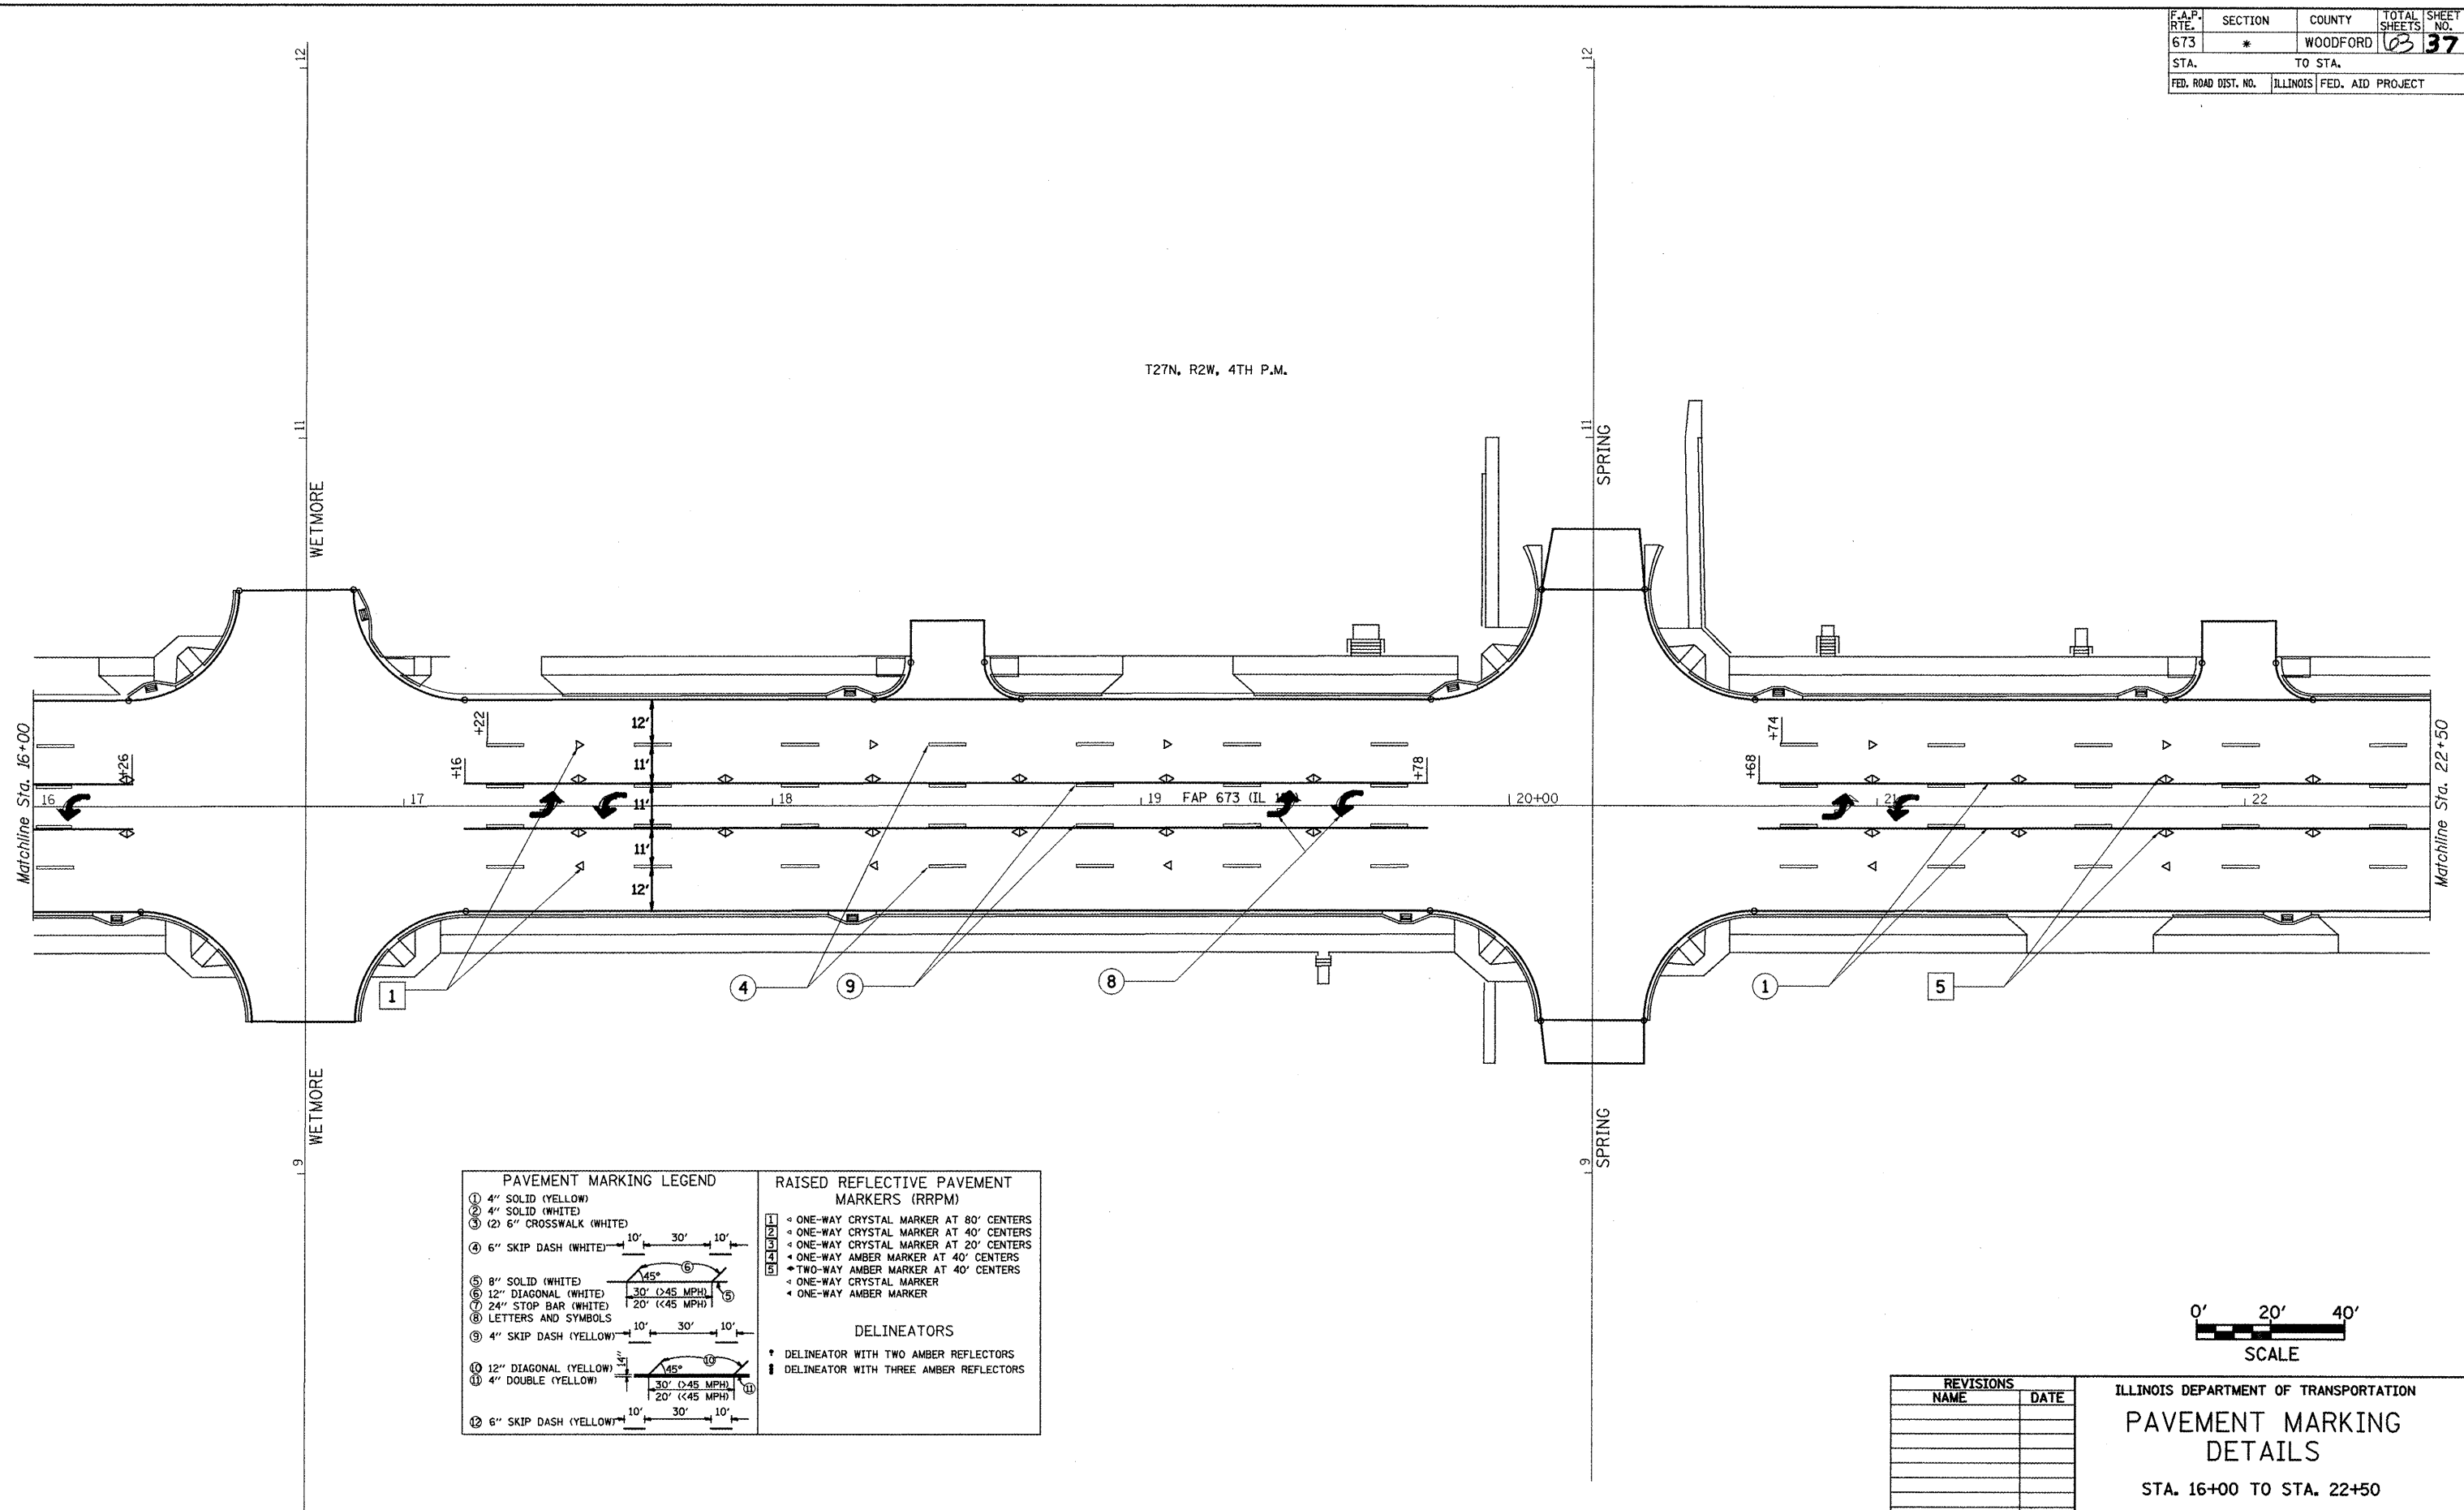 F.A.P. RTE. SECTION COUNTY TOTAL SHEETS SHEET NO.
673 * WOODFORD 63 37
STA. TO STA.
FED. ROAD DIST. NO. ILLINOIS FED. AID PROJECT
12
12
T27N, R2W, 4TH P.M.
11
11
WETMORE
SPRING
Matchline Sta. 16+00
+26
+22
+16
12'
11'
11'
11'
12'
+78
+74
+68
16 17 18 19 FAP 673 (IL 20+00 21 22
Matchline Sta. 22+50
1 4 9 8 1 5
WETMORE
SPRING
9
9
PAVEMENT MARKING LEGEND
① 4" SOLID (YELLOW)
② 4" SOLID (WHITE)
③ (2) 6" CROSSWALK (WHITE)
④ 6" SKIP DASH (WHITE) 10' 30' 10'
⑤ 8" SOLID (WHITE) 45° ⑥
⑥ 12" DIAGONAL (WHITE) 30' (>45 MPH) ⑤
⑦ 24" STOP BAR (WHITE) 20' (<45 MPH)
⑧ LETTERS AND SYMBOLS
⑨ 4" SKIP DASH (YELLOW) 10' 30' 10'
⑩ 12" DIAGONAL (YELLOW) 14" 45° ⑩
⑪ 4" DOUBLE (YELLOW) 30' (>45 MPH) ⑪
20' (<45 MPH)
⑫ 6" SKIP DASH (YELLOW) 10' 30' 10'
RAISED REFLECTIVE PAVEMENT
MARKERS (RRPM)
1 ONE-WAY CRYSTAL MARKER AT 80' CENTERS
2 ONE-WAY CRYSTAL MARKER AT 40' CENTERS
3 ONE-WAY CRYSTAL MARKER AT 20' CENTERS
4 ONE-WAY AMBER MARKER AT 40' CENTERS
5 TWO-WAY AMBER MARKER AT 40' CENTERS
ONE-WAY CRYSTAL MARKER
ONE-WAY AMBER MARKER
DELINEATORS
DELINEATOR WITH TWO AMBER REFLECTORS
DELINEATOR WITH THREE AMBER REFLECTORS
0' 20' 40'
SCALE
REVISIONS
NAME DATE
ILLINOIS DEPARTMENT OF TRANSPORTATION
PAVEMENT MARKING
DETAILS
STA. 16+00 TO STA. 22+50